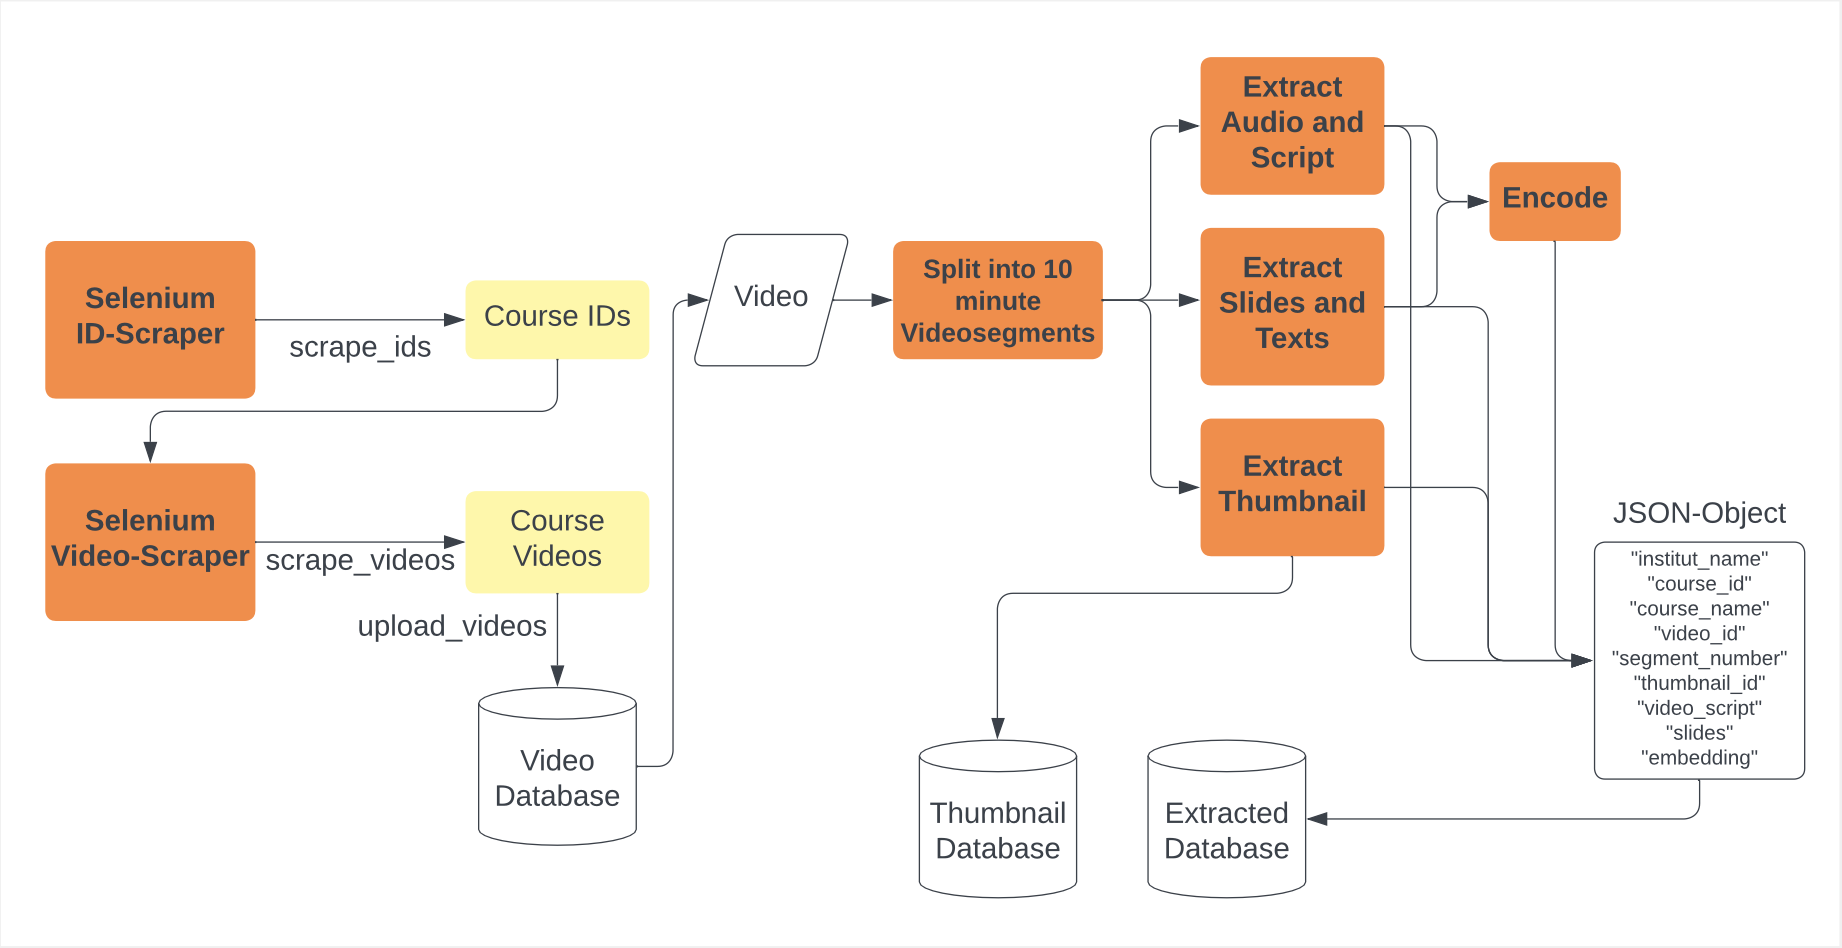 Selenium
ID-Scraper
scrape_ids
Course IDs
Selenium
Video-Scraper
scrape_videos
Course
Videos
upload_videos
Video
Database
Video
Split into 10
minute
Videosegments
Extract
Audio and
Script
Extract
Slides and
Texts
Extract
Thumbnail
Encode
Thumbnail
Database
Extracted
Database
JSON-Object
"institut_name"
"course_id"
"course_name"
"video_id"
"segment_number"
"thumbnail_id"
"video_script"
"slides"
"embedding"